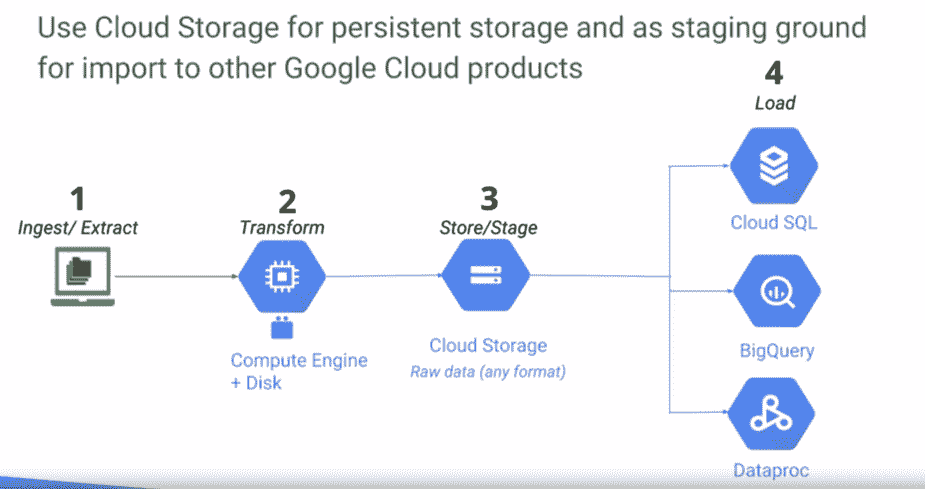 Use Cloud Storage for persistent storage and as staging ground
for import to other Google Cloud products
1
Ingest/ Extract
2
Transform
Compute Engine
+ Disk
3
Store/Stage
Cloud Storage
Raw data (any format)
4
Load
Cloud SQL
BigQuery
Dataproc